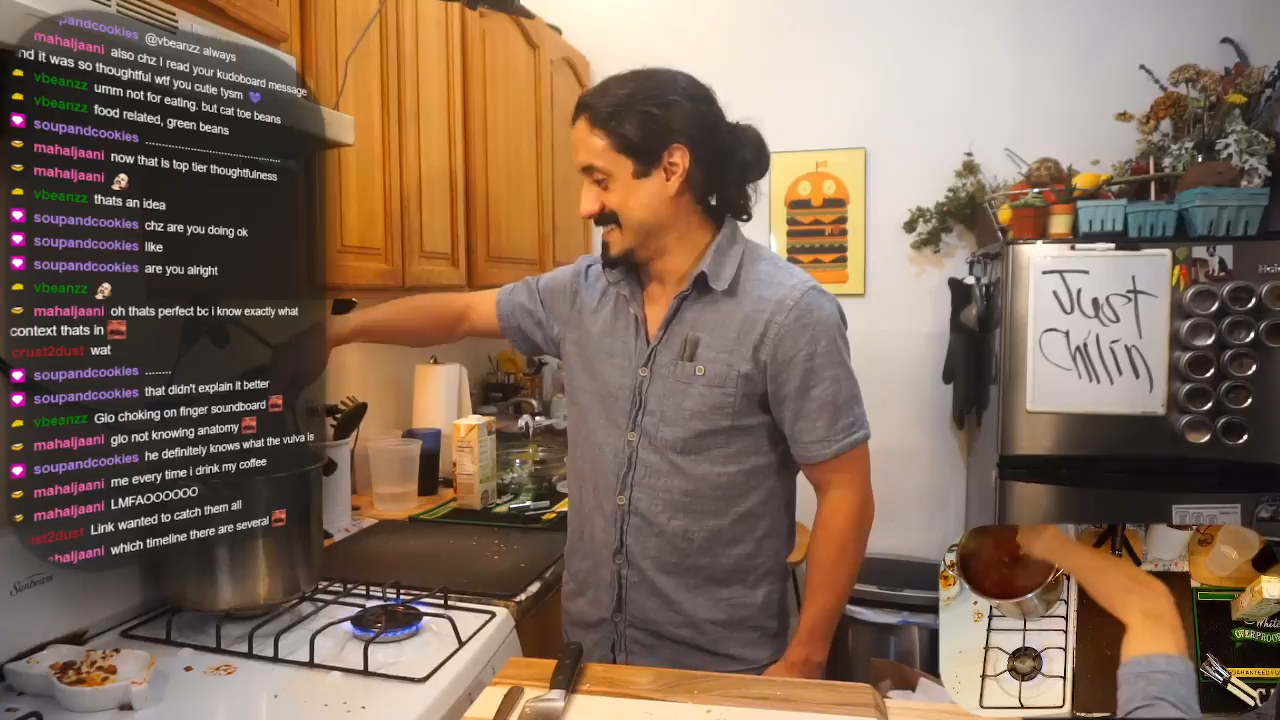 pandcookies @vbeanzz always
mahaljaani also chz I read your kudoboard message
nd it was so thoughtful wtf you cutie tysm
vbeanzz umm not for eating. but cat toe beans
vbeanzz food related, green beans
soupandcookies ...........................................
mahaljaani now that is top tier thoughtfulness
mahaljaani
vbeanzz thats an idea
soupandcookies chz are you doing ok
soupandcookies like
soupandcookies are you alright
vbeanzz
mahaljaani oh thats perfect bc i know exactly what
context thats in
crust2dust wat
soupandcookies ........
soupandcookies that didn't explain it better
vbeanzz Glo choking on finger soundboard
mahaljaani glo not knowing anatomy
soupandcookies he definitely knows what the vulva is
mahaljaani me every time i drink my coffee
mahaljaani LMFAOOOOOO
ust2dust Link wanted to catch them all
ahaljaani which timeline there are several
Just
Chillin
Sunbeam
White
OVERPROOF